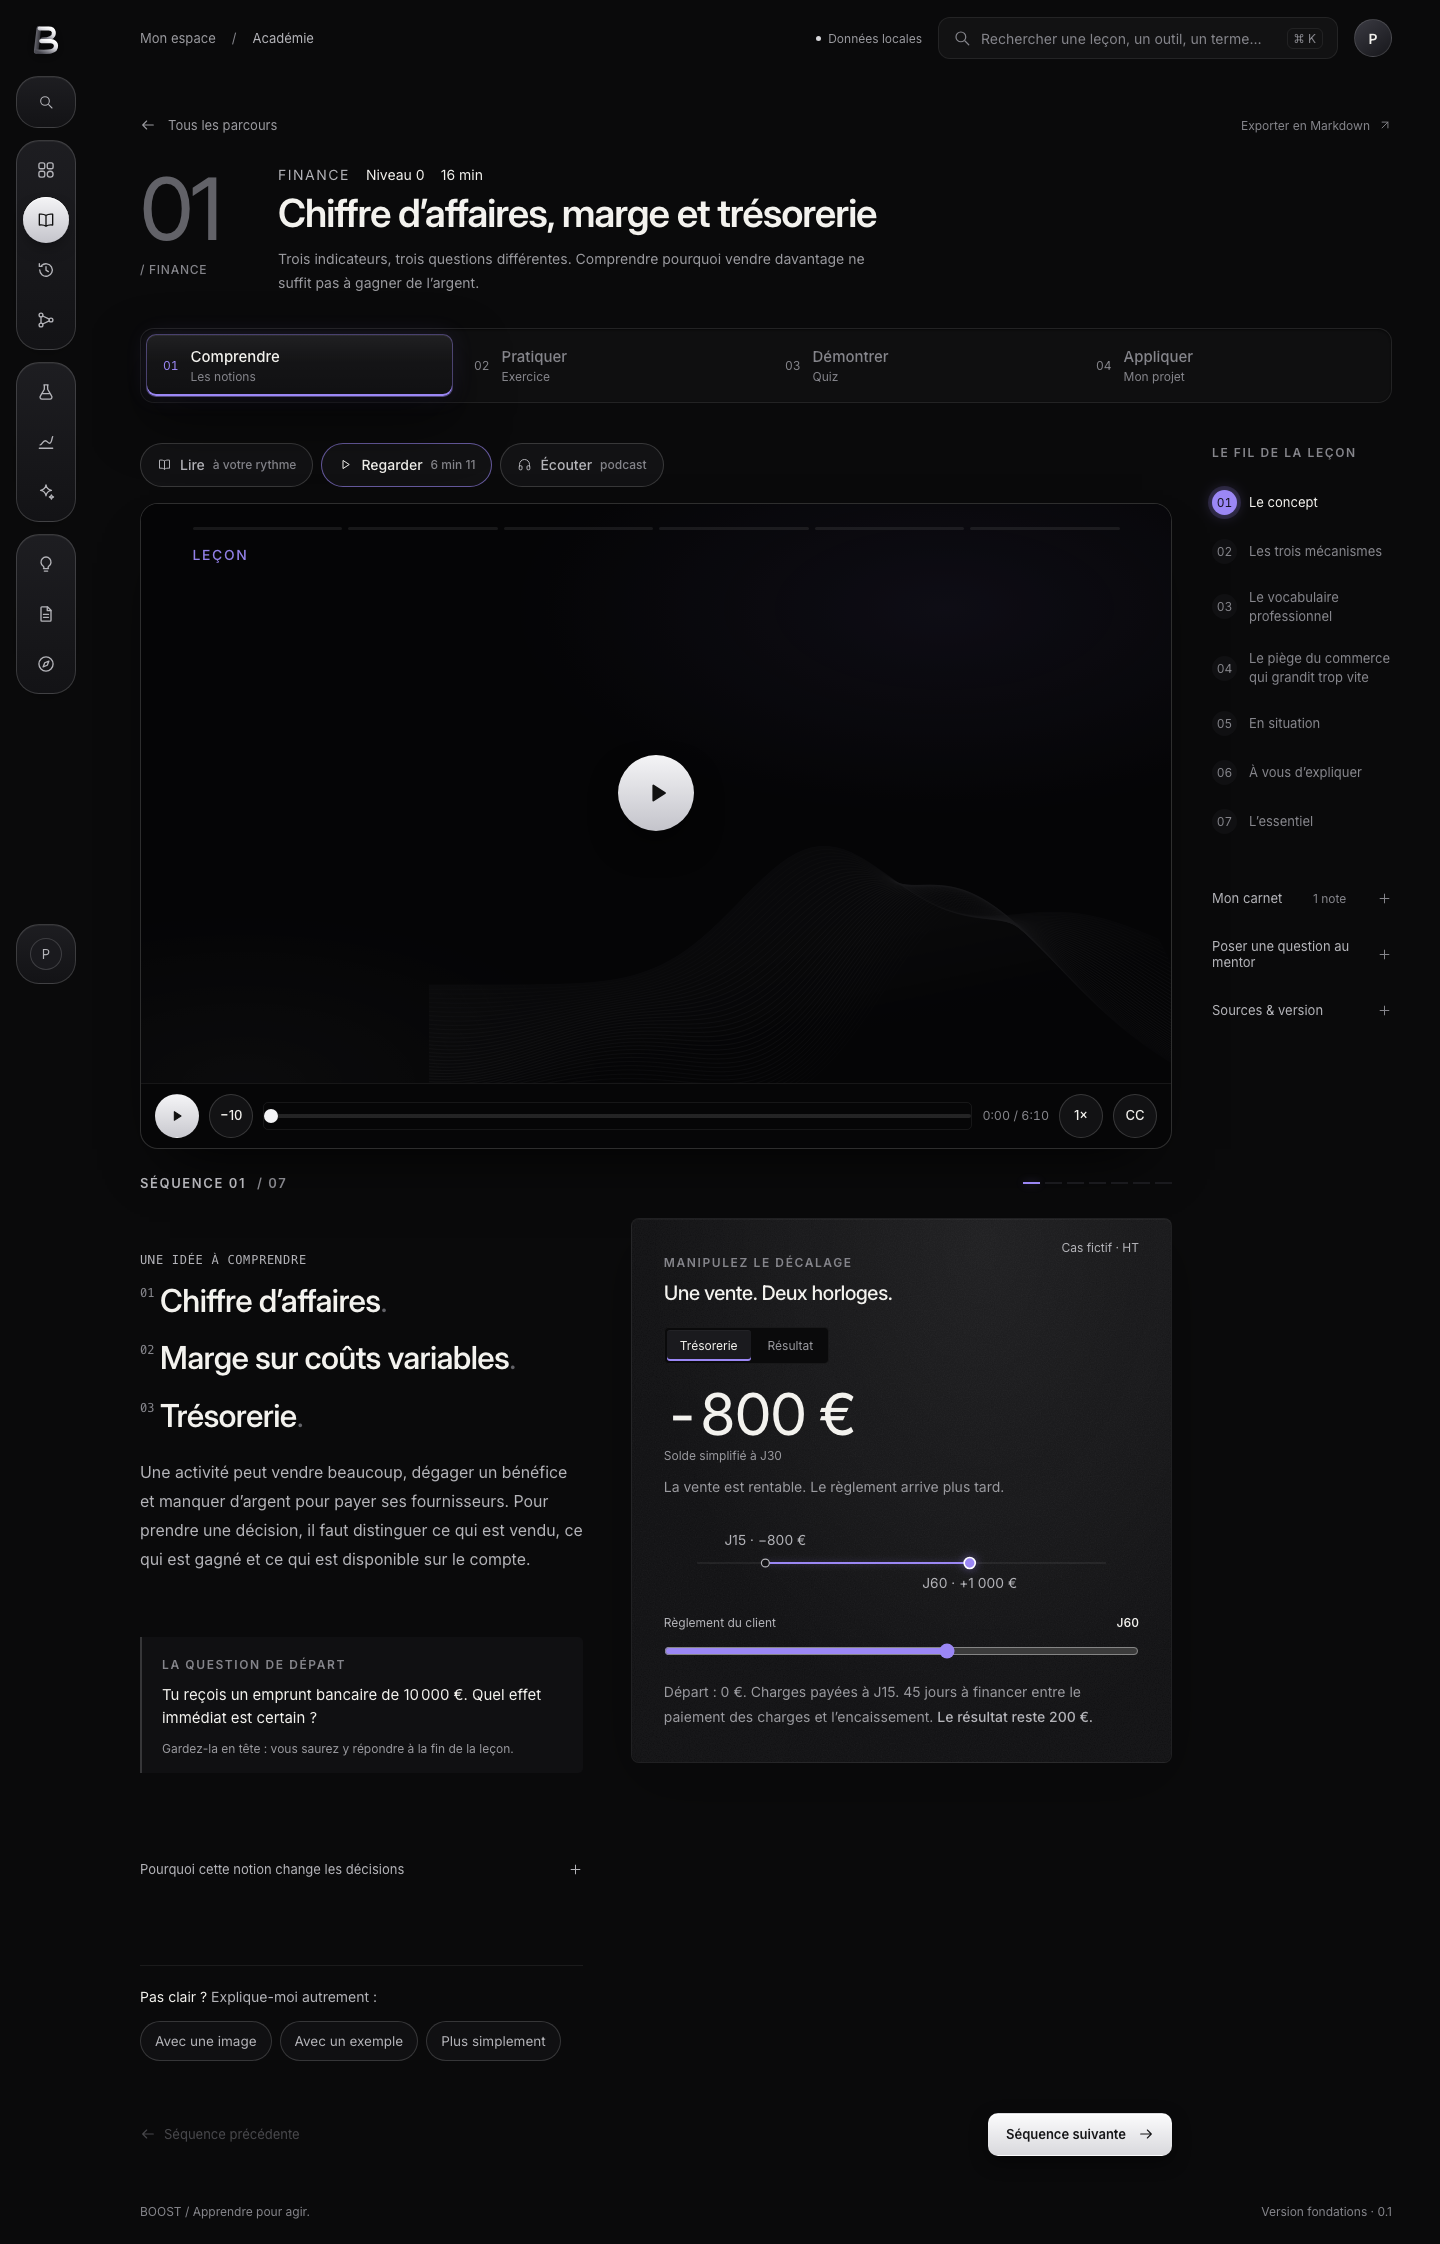 B
Mon espace / Académie
Données locales
Rechercher une leçon, un outil, un terme...
⌘ K
P
← Tous les parcours
Exporter en Markdown ↗
01
/ FINANCE
FINANCE Niveau 0 16 min
Chiffre d’affaires, marge et trésorerie
Trois indicateurs, trois questions différentes. Comprendre pourquoi vendre davantage ne
suffit pas à gagner de l’argent.
01 Comprendre
Les notions
02 Pratiquer
Exercice
03 Démontrer
Quiz
04 Appliquer
Mon projet
Lire à votre rythme
Regarder 6 min 11
Écouter podcast
LEÇON
−10
0:00 / 6:10
1×
CC
LE FIL DE LA LEÇON
01 Le concept
02 Les trois mécanismes
03 Le vocabulaire
professionnel
04 Le piège du commerce
qui grandit trop vite
05 En situation
06 À vous d’expliquer
07 L’essentiel
Mon carnet 1 note +
Poser une question au
mentor +
Sources & version +
P
SÉQUENCE 01 / 07
UNE IDÉE À COMPRENDRE
01 Chiffre d’affaires.
02 Marge sur coûts variables.
03 Trésorerie.
Une activité peut vendre beaucoup, dégager un bénéfice
et manquer d’argent pour payer ses fournisseurs. Pour
prendre une décision, il faut distinguer ce qui est vendu, ce
qui est gagné et ce qui est disponible sur le compte.
LA QUESTION DE DÉPART
Tu reçois un emprunt bancaire de 10 000 €. Quel effet
immédiat est certain ?
Gardez-la en tête : vous saurez y répondre à la fin de la leçon.
Pourquoi cette notion change les décisions +
Pas clair ? Explique-moi autrement :
Avec une image
Avec un exemple
Plus simplement
Cas fictif · HT
MANIPULEZ LE DÉCALAGE
Une vente. Deux horloges.
Trésorerie
Résultat
-800 €
Solde simplifié à J30
La vente est rentable. Le règlement arrive plus tard.
J15 · −800 €
J60 · +1 000 €
Règlement du client J60
Départ : 0 €. Charges payées à J15. 45 jours à financer entre le
paiement des charges et l’encaissement. Le résultat reste 200 €.
← Séquence précédente
Séquence suivante →
BOOST / Apprendre pour agir.
Version fondations · 0.1